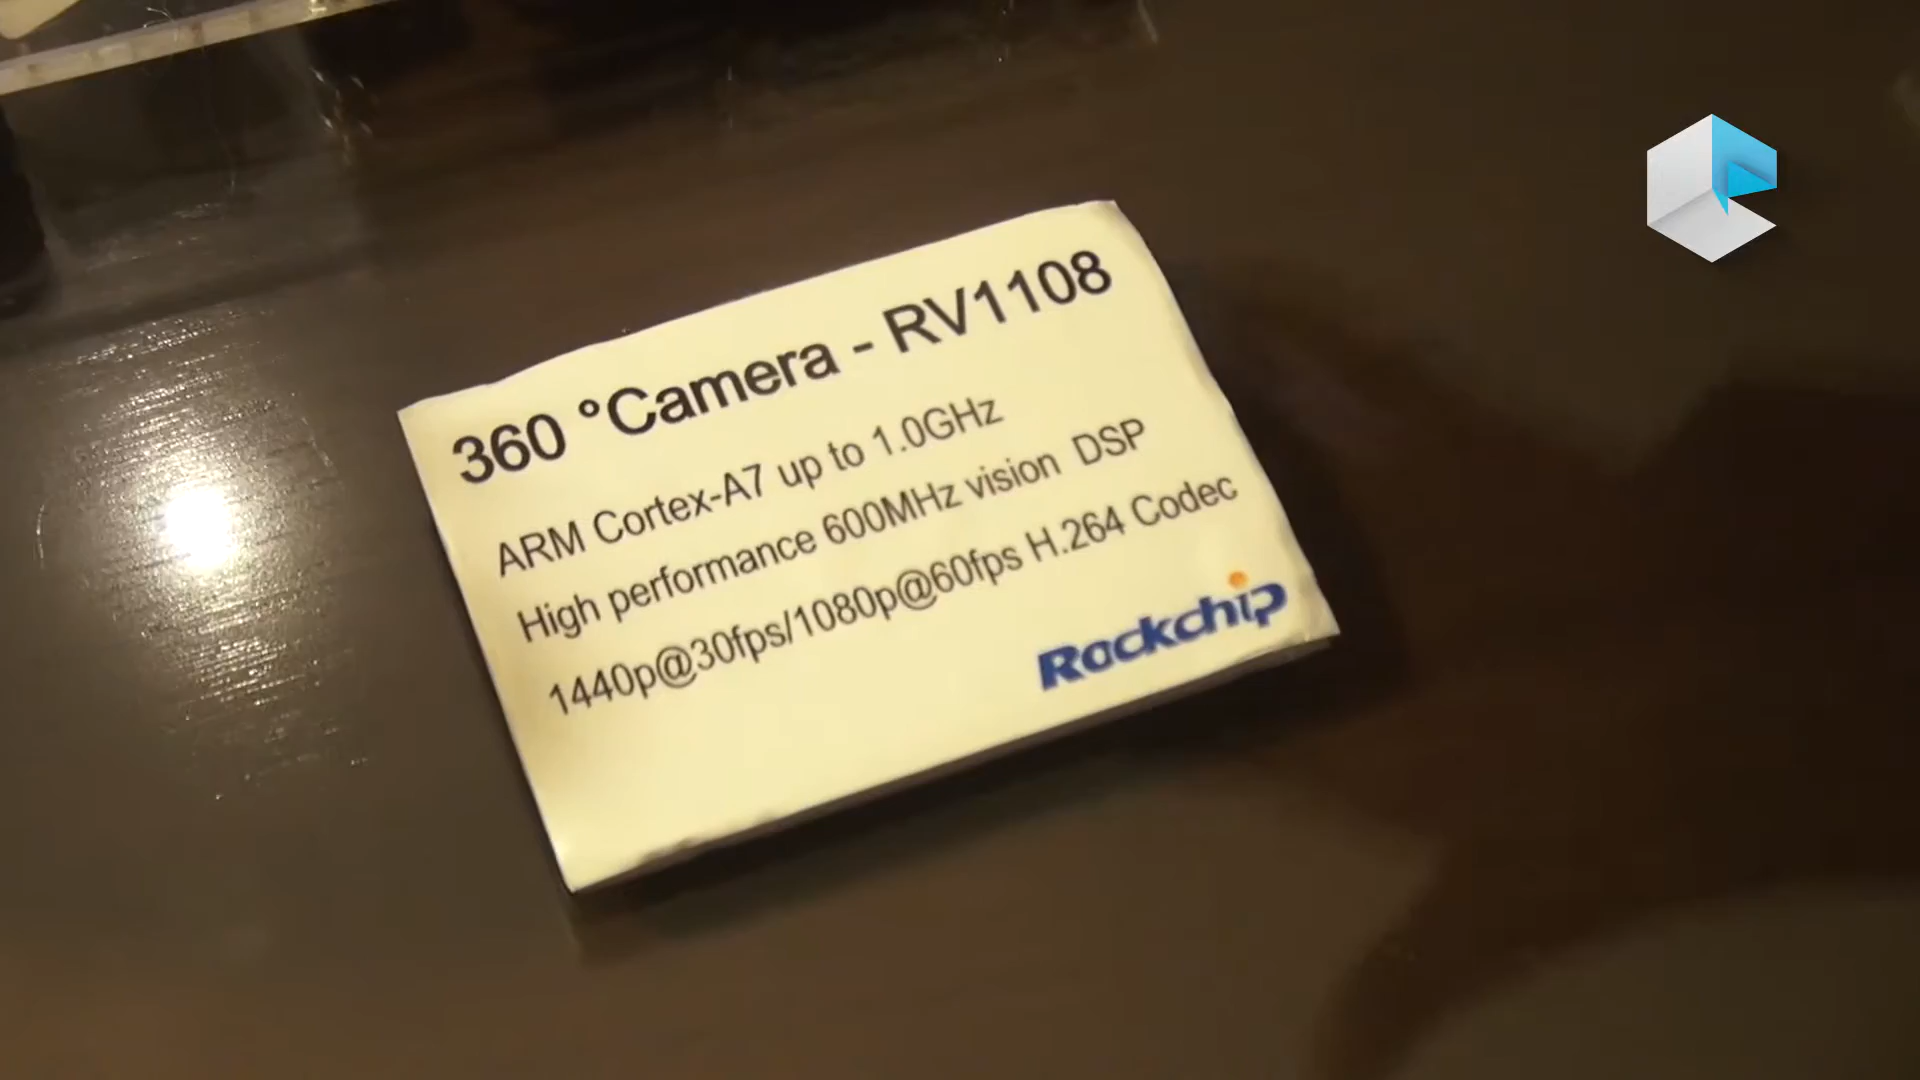 360 °Camera - RV1108
ARM Cortex-A7 up to 1.0GHz
High performance 600MHz vision DSP
1440p@30fps/1080p@60fps H.264 Codec
Rockchip